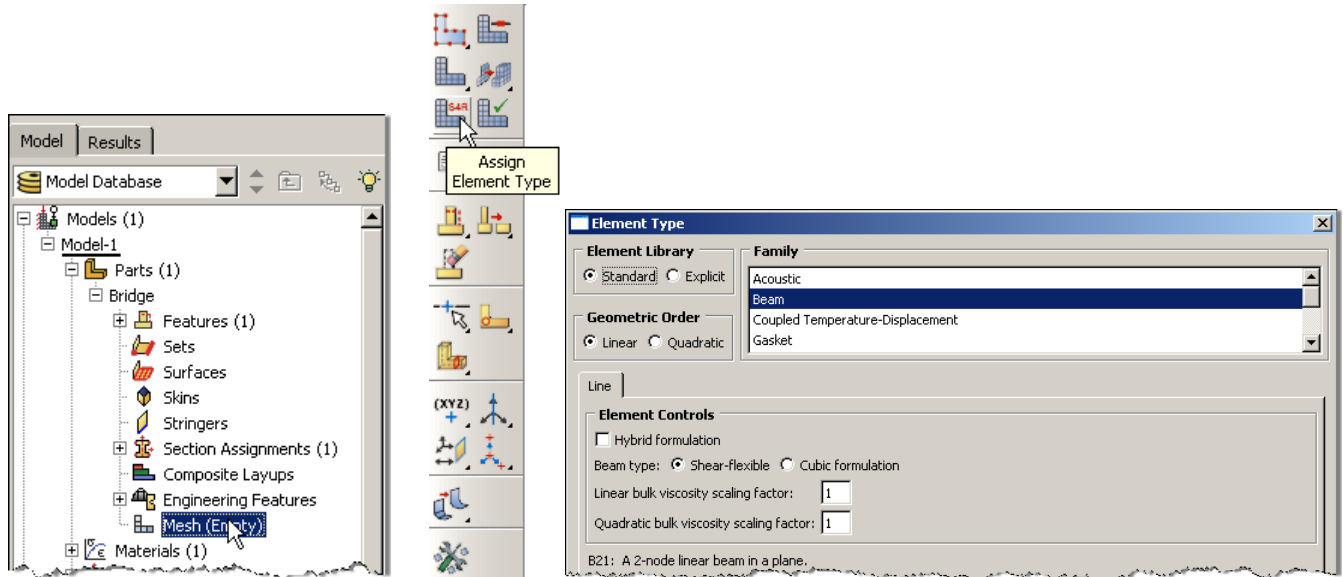 Model Results
Model Database
Models (1)
Model-1
Parts (1)
Bridge
Features (1)
Sets
Surfaces
Skins
Stringers
Section Assignments (1)
Composite Layups
Engineering Features
Mesh (Empty)
Materials (1)
S4R
Assign
Element Type
(XYZ)
Element Type
Element Library
Standard Explicit
Geometric Order
Linear Quadratic
Family
Acoustic
Beam
Coupled Temperature-Displacement
Gasket
Line
Element Controls
Hybrid formulation
Beam type: Shear-flexible Cubic formulation
Linear bulk viscosity scaling factor: 1
Quadratic bulk viscosity scaling factor: 1
B21: A 2-node linear beam in a plane.